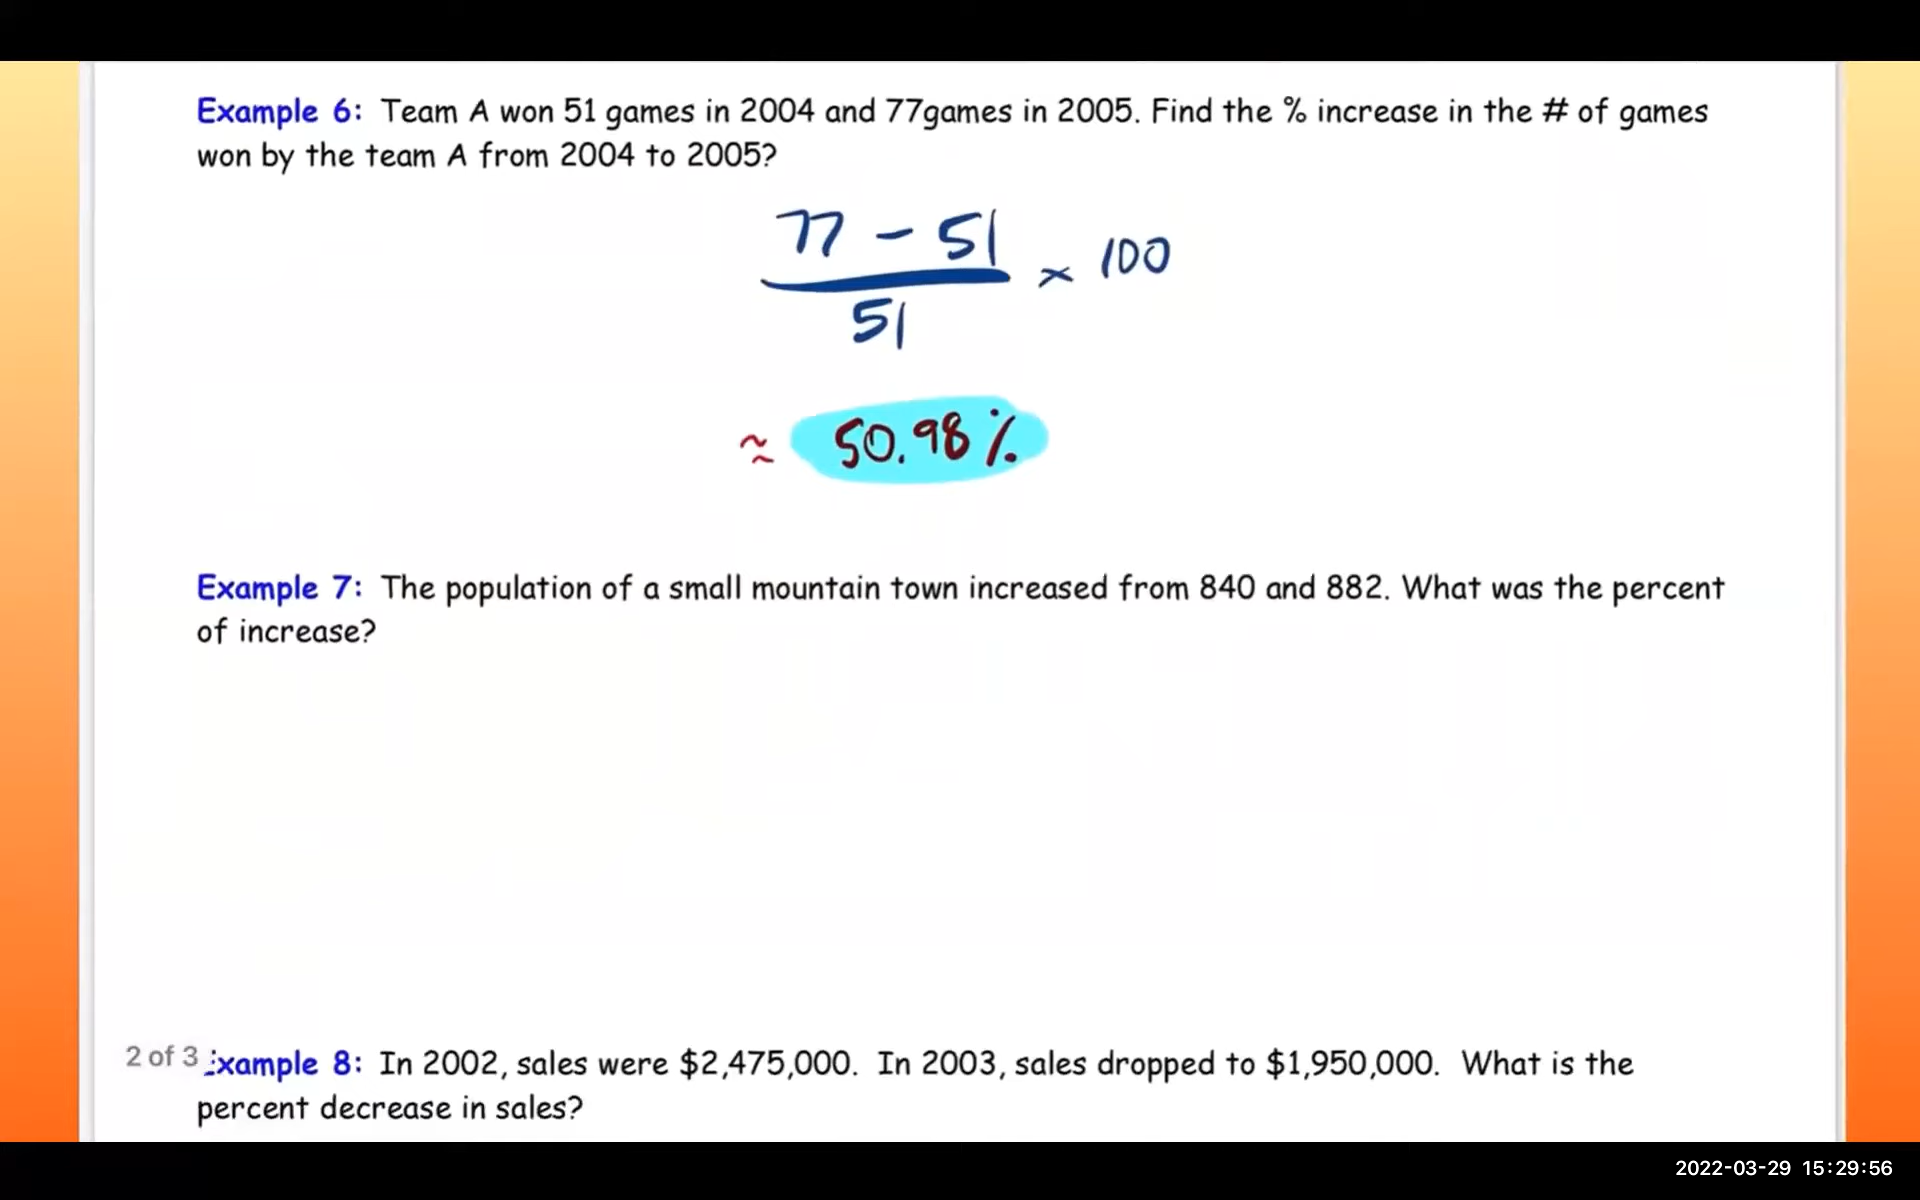 Example 6: Team A won 51 games in 2004 and 77games in 2005. Find the % increase in the # of games
won by the team A from 2004 to 2005?
77 - 51
51
× 100
≈ 50.98 %
Example 7: The population of a small mountain town increased from 840 and 882. What was the percent
of increase?
2 of 3
Example 8: In 2002, sales were $2,475,000. In 2003, sales dropped to $1,950,000. What is the
percent decrease in sales?
2022-03-29 15:29:56